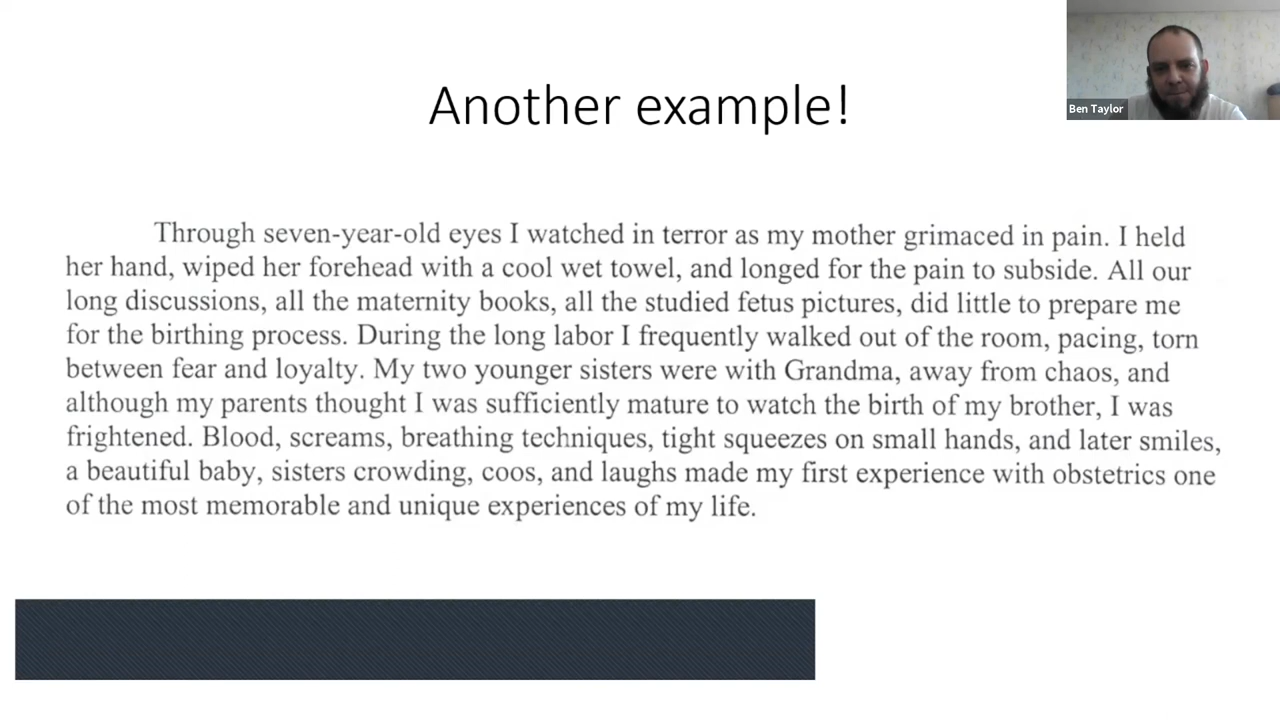 Another example!
Ben Taylor
Through seven-year-old eyes I watched in terror as my mother grimaced in pain. I held
her hand, wiped her forehead with a cool wet towel, and longed for the pain to subside. All our
long discussions, all the maternity books, all the studied fetus pictures, did little to prepare me
for the birthing process. During the long labor I frequently walked out of the room, pacing, torn
between fear and loyalty. My two younger sisters were with Grandma, away from chaos, and
although my parents thought I was sufficiently mature to watch the birth of my brother, I was
frightened. Blood, screams, breathing techniques, tight squeezes on small hands, and later smiles,
a beautiful baby, sisters crowding, coos, and laughs made my first experience with obstetrics one
of the most memorable and unique experiences of my life.